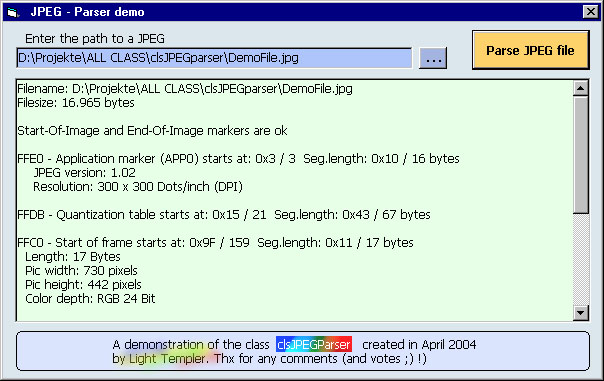 JPEG - Parser demo
Enter the path to a JPEG
D:\Projekte\ALL CLASS\clsJPEGparser\DemoFile.jpg
...
Parse JPEG file
Filename: D:\Projekte\ALL CLASS\clsJPEGparser\DemoFile.jpg
Filesize: 16.965 bytes
Start-Of-Image and End-Of-Image markers are ok
FFE0 - Application marker (APP0) starts at: 0x3 / 3  Seg.length: 0x10 / 16 bytes
JPEG version: 1.02
Resolution: 300 x 300 Dots/inch (DPI)
FFDB - Quantization table starts at: 0x15 / 21  Seg.length: 0x43 / 67 bytes
FFC0 - Start of frame starts at: 0x9F / 159  Seg.length: 0x11 / 17 bytes
Length: 17 Bytes
Pic width: 730 pixels
Pic height: 442 pixels
Color depth: RGB 24 Bit
A demonstration of the class clsJPEGParser created in April 2004
by Light Templer. Thx for any comments (and votes ;) !)